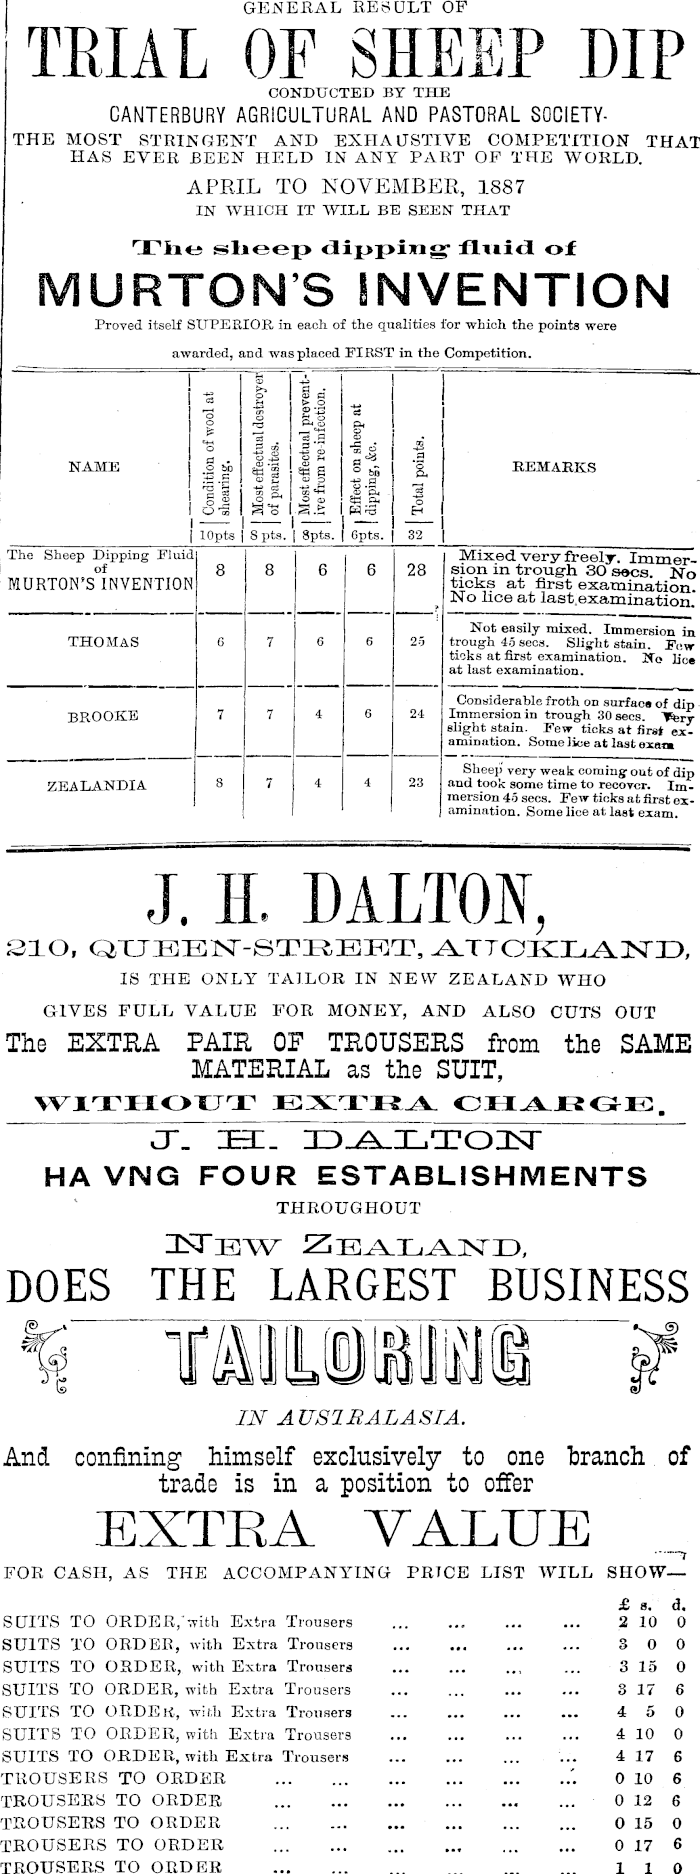 GENERAL RESULT OF
TRIAL OF SHEEP DIP
CONDUCTED BY THE
CANTERBURY AGRICULTURAL AND PASTORAL SOCIETY.
THE MOST STRINGENT AND EXHAUSTIVE COMPETITION THAT
HAS EVER BEEN HELD IN ANY PART OF THE WORLD.
APRIL TO NOVEMBER, 1887
IN WHICH IT WILL BE SEEN THAT
The sheep dipping fluid of
MURTON'S INVENTION
Proved itself SUPERIOR in each of the qualities for which the points were
awarded, and was placed FIRST in the Competition.
NAME
Condition of wool at
shearing.
Most effectual destroyer
of parasites.
Most effectual prevent-
ive from re-infection.
Effect on sheep at
dipping, &c.
Total points.
REMARKS
10pts 8 pts. 8pts. 6pts. 32
The Sheep Dipping Fluid
of
MURTON'S INVENTION
8 8 6 6 28
Mixed very freely. Immer-
sion in trough 30 secs. No
ticks at first examination.
No lice at last examination.
THOMAS 6 7 6 6 25
Not easily mixed. Immersion in
trough 45 secs. Slight stain. Few
ticks at first examination. No lice
at last examination.
BROOKE 7 7 4 6 24
Considerable froth on surface of dip
Immersion in trough 30 secs. Very
slight stain. Few ticks at first ex-
amination. Some lice at last exam
ZEALANDIA 8 7 4 4 23
Sheep very weak coming out of dip
and took some time to recover. Im-
mersion 45 secs. Few ticks at first ex-
amination. Some lice at last exam.
J. H. DALTON,
210, QUEEN-STREET, AUCKLAND,
IS THE ONLY TAILOR IN NEW ZEALAND WHO
GIVES FULL VALUE FOR MONEY, AND ALSO CUTS OUT
The EXTRA PAIR OF TROUSERS from the SAME
MATERIAL as the SUIT,
WITHOUT EXTRA CHARGE.
J. H. DALTON
HA VNG FOUR ESTABLISHMENTS
THROUGHOUT
NEW ZEALAND,
DOES THE LARGEST BUSINESS
TAILORING
IN AUSTRALASIA.
And confining himself exclusively to one branch of
trade is in a position to offer
EXTRA VALUE
FOR CASH, AS THE ACCOMPANYING PRICE LIST WILL SHOW—
£ s. d.
SUITS TO ORDER, with Extra Trousers ... ... ... ... 2 10 0
SUITS TO ORDER, with Extra Trousers ... ... ... ... 3 0 0
SUITS TO ORDER, with Extra Trousers ... ... ... ... 3 15 0
SUITS TO ORDER, with Extra Trousers ... ... ... ... 3 17 6
SUITS TO ORDER, with Extra Trousers ... ... ... ... 4 5 0
SUITS TO ORDER, with Extra Trousers ... ... ... ... 4 10 0
SUITS TO ORDER, with Extra Trousers ... ... ... ... 4 17 6
TROUSERS TO ORDER ... ... ... ... ... ... 0 10 6
TROUSERS TO ORDER ... ... ... ... ... ... 0 12 6
TROUSERS TO ORDER ... ... ... ... ... ... 0 15 0
TROUSERS TO ORDER ... ... ... ... ... ... 0 17 6
TROUSERS TO ORDER ... ... ... ... ... ... 1 1 0